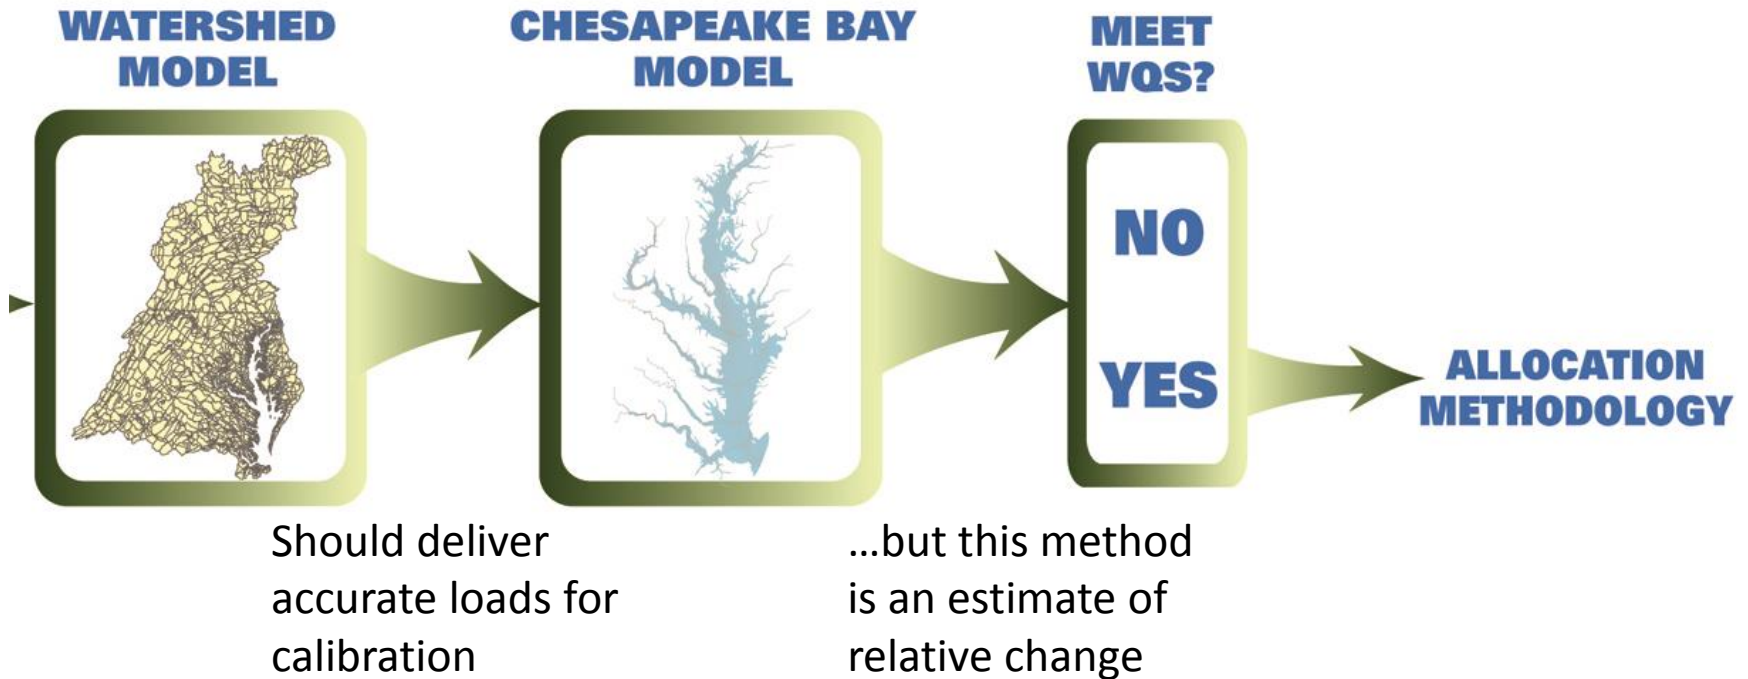 WATERSHED
MODEL
CHESAPEAKE BAY
MODEL
MEET
WQS?
NO
YES
ALLOCATION
METHODOLOGY
Should deliver
accurate loads for
calibration
…but this method
is an estimate of
relative change